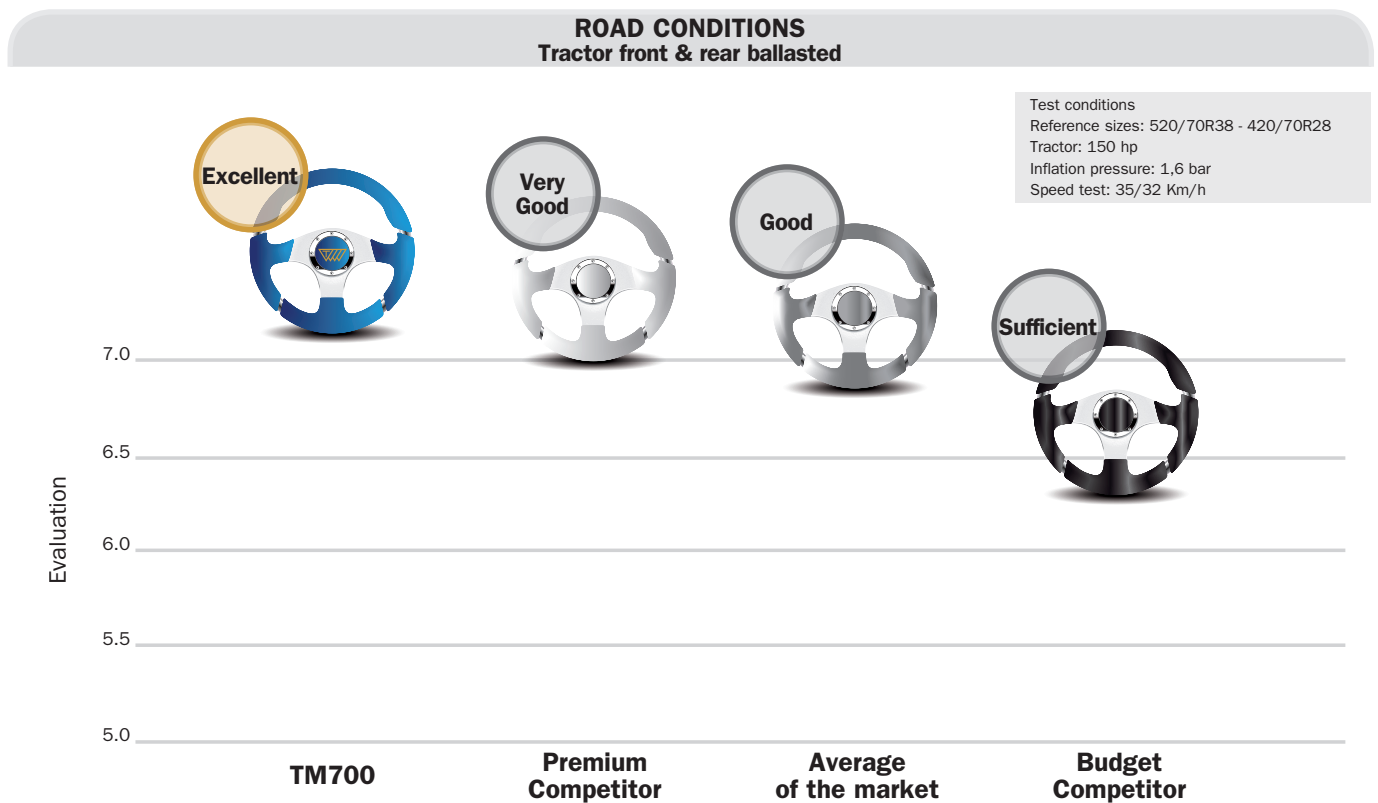 ROAD CONDITIONS
Tractor front & rear ballasted
Test conditions
Reference sizes: 520/70R38 - 420/70R28
Tractor: 150 hp
Inflation pressure: 1,6 bar
Speed test: 35/32 Km/h
Excellent
Very
Good
Good
Sufficient
7.0
6.5
6.0
5.5
5.0
Evaluation
TM700
Premium
Competitor
Average
of the market
Budget
Competitor